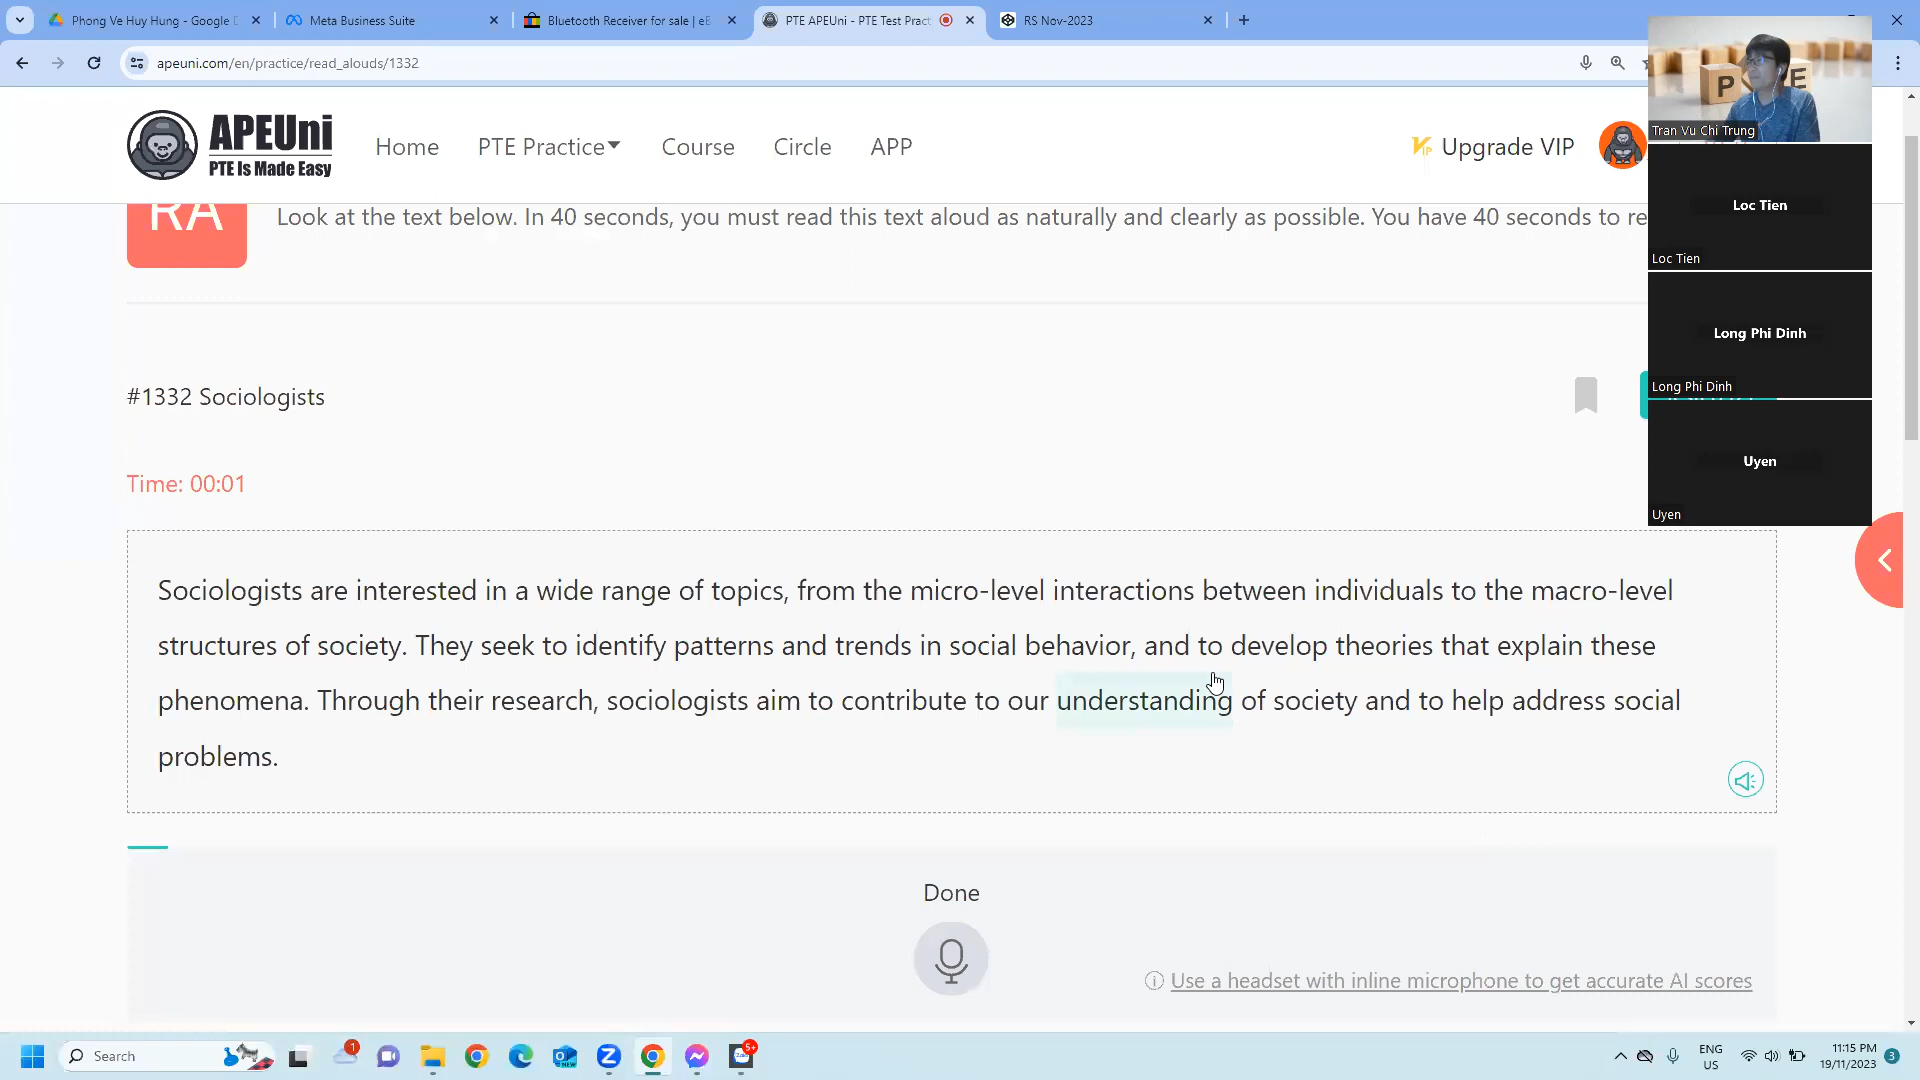 Phong Ve Huy Hung - Google D
Meta Business Suite
Bluetooth Receiver for sale | eB
PTE APEUni - PTE Test Pract
RS Nov-2023
apeuni.com/en/practice/read_alouds/1332
APEUni
PTE Is Made Easy
Home
PTE Practice
Course
Circle
APP
VIP
Upgrade VIP
P
E
Tran Vu Chi Trung
Loc Tien
Loc Tien
Long Phi Dinh
Long Phi Dinh
Uyen
Uyen
RA
Look at the text below. In 40 seconds, you must read this text aloud as naturally and clearly as possible. You have 40 seconds to re
#1332 Sociologists
Time: 00:01
Sociologists are interested in a wide range of topics, from the micro-level interactions between individuals to the macro-level
structures of society. They seek to identify patterns and trends in social behavior, and to develop theories that explain these
phenomena. Through their research, sociologists aim to contribute to our understanding of society and to help address social
problems.
Done
Use a headset with inline microphone to get accurate AI scores
Search
1
NEW
Zalo
5+
ENG
US
11:15 PM
19/11/2023
3